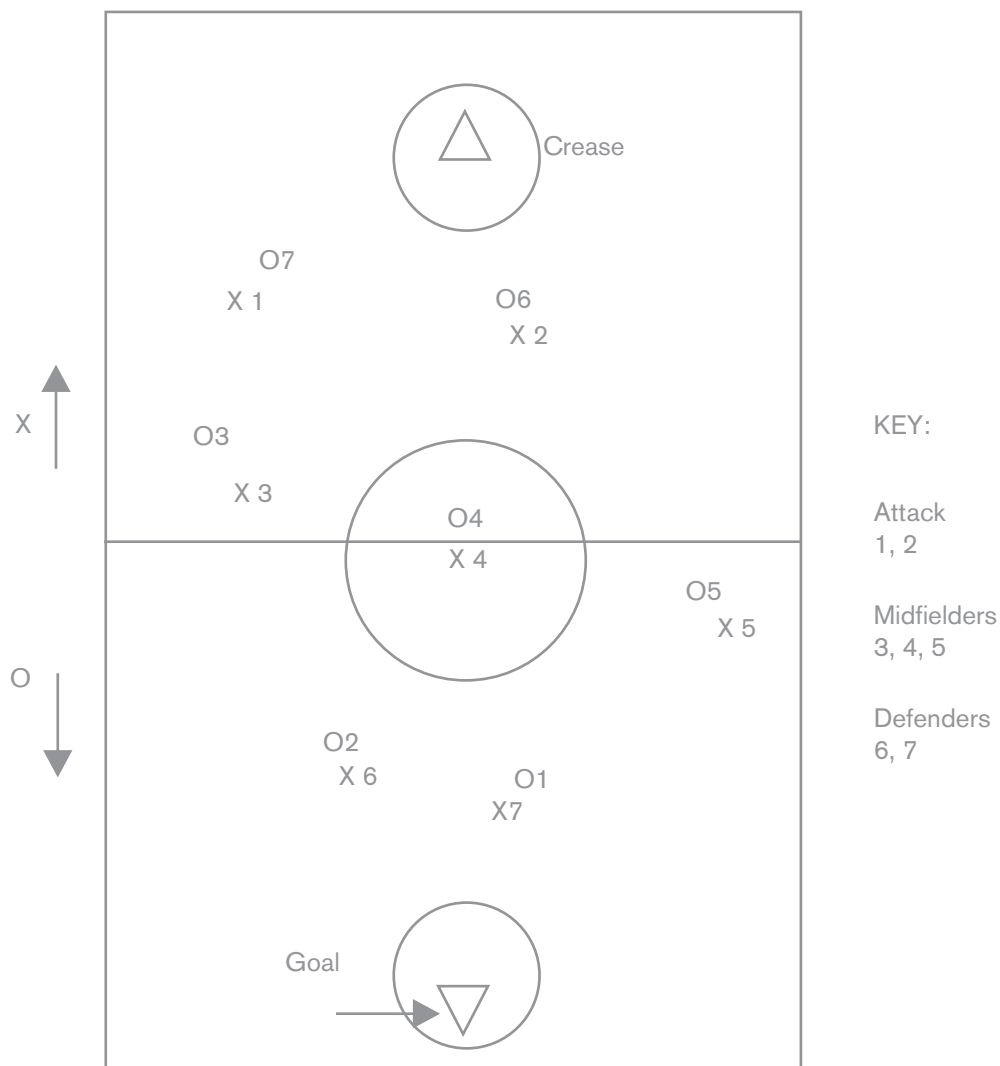 Crease
O7
X 1
O6
X 2
X
O3
X 3
KEY:
O4
X 4
Attack
1, 2
O5
X 5
Midfielders
3, 4, 5
O
O2
X 6
O1
X7
Defenders
6, 7
Goal